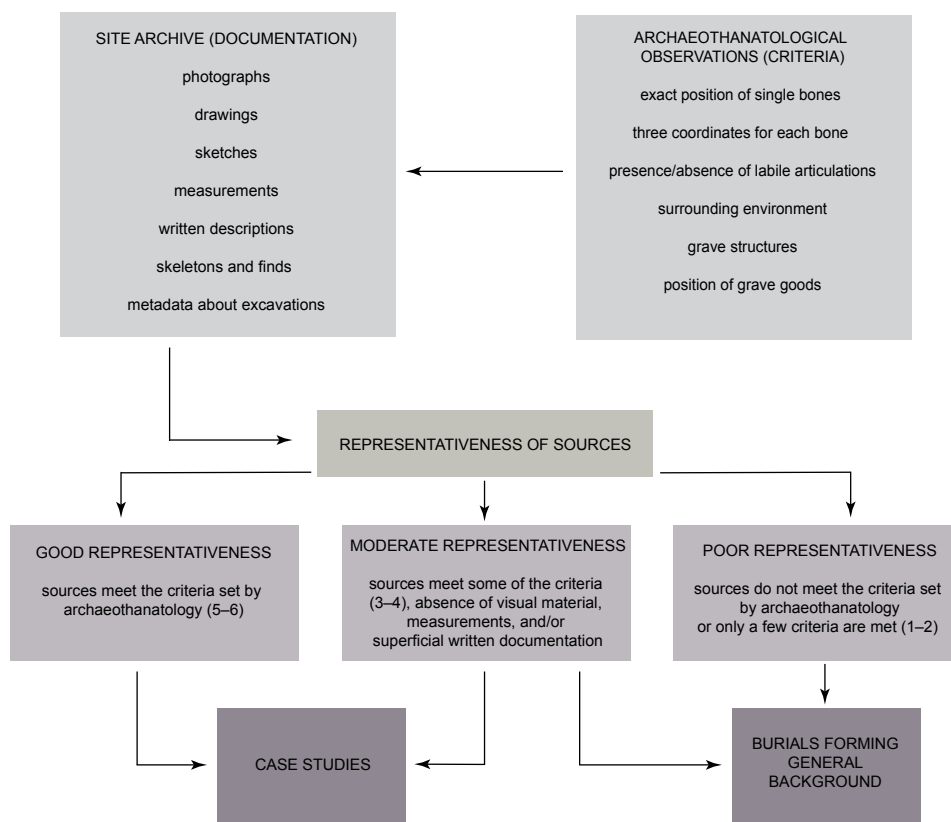 SITE ARCHIVE (DOCUMENTATION)
photographs
drawings
sketches
measurements
written descriptions
skeletons and finds
metadata about excavations
ARCHAEOTHANATOLOGICAL
OBSERVATIONS (CRITERIA)
exact position of single bones
three coordinates for each bone
presence/absence of labile articulations
surrounding environment
grave structures
position of grave goods
REPRESENTATIVENESS OF SOURCES
GOOD REPRESENTATIVENESS
sources meet the criteria set by
archaeothanatology (5–6)
MODERATE REPRESENTATIVENESS
sources meet some of the criteria
(3–4), absence of visual material,
measurements, and/or
superficial written documentation
POOR REPRESENTATIVENESS
sources do not meet the criteria set
by archaeothanatology
or only a few criteria are met (1–2)
CASE STUDIES
BURIALS FORMING
GENERAL
BACKGROUND